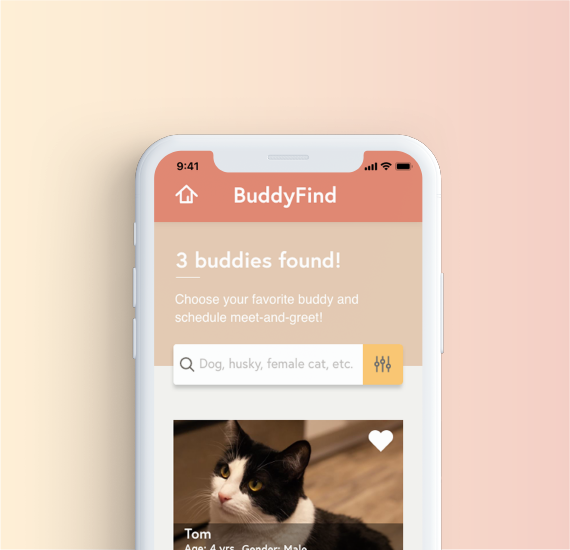 9:41
BuddyFind
3 buddies found!
Choose your favorite buddy and
schedule meet-and-greet!
Dog, husky, female cat, etc.
Tom
Age: 4 yrs Gender: Male